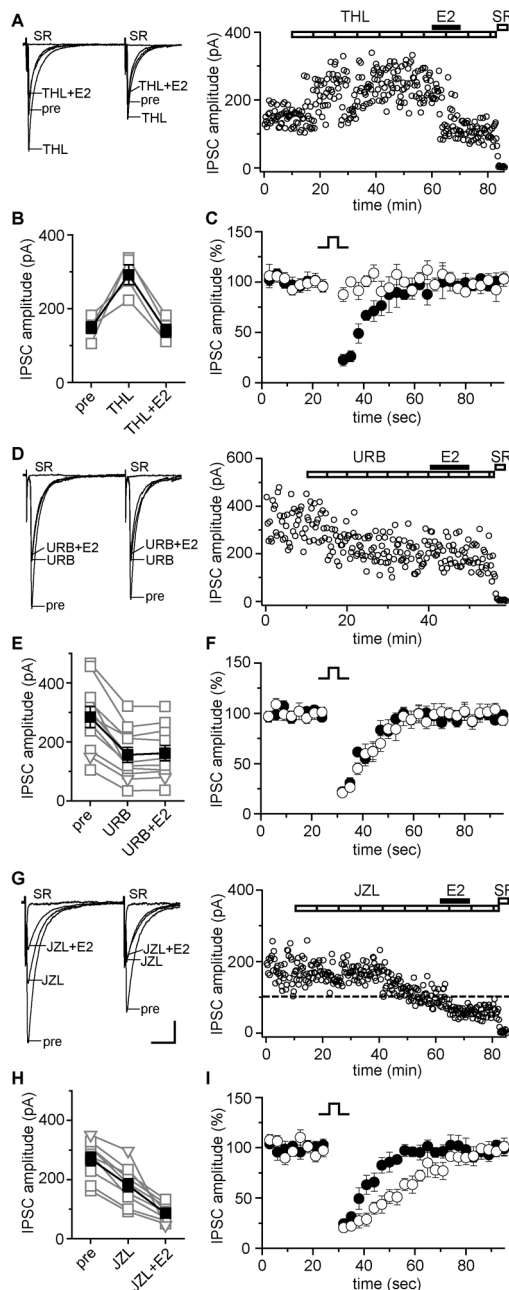 A
SR
SR
THL+E2
pre
THL
THL+E2
pre
THL
THL
E2
SR
IPSC amplitude (pA)
400
200
0
0
20
40
60
80
time (min)
B
IPSC amplitude (pA)
400
200
0
pre
THL
THL+E2
C
IPSC amplitude (%)
150
100
50
0
0
20
40
60
80
time (sec)
D
SR
SR
URB+E2
URB
pre
URB+E2
URB
pre
URB
E2
SR
IPSC amplitude (pA)
600
400
200
0
0
20
40
time (min)
E
IPSC amplitude (pA)
500
400
300
200
100
0
pre
URB
URB+E2
F
IPSC amplitude (%)
150
100
50
0
0
20
40
60
80
time (sec)
G
SR
SR
JZL+E2
JZL
pre
JZL+E2
JZL
pre
JZL
E2
SR
IPSC amplitude (pA)
400
200
0
0
20
40
60
80
time (min)
H
IPSC amplitude (pA)
400
300
200
100
0
pre
JZL
JZL+E2
I
IPSC amplitude (%)
150
100
50
0
0
20
40
60
80
time (sec)